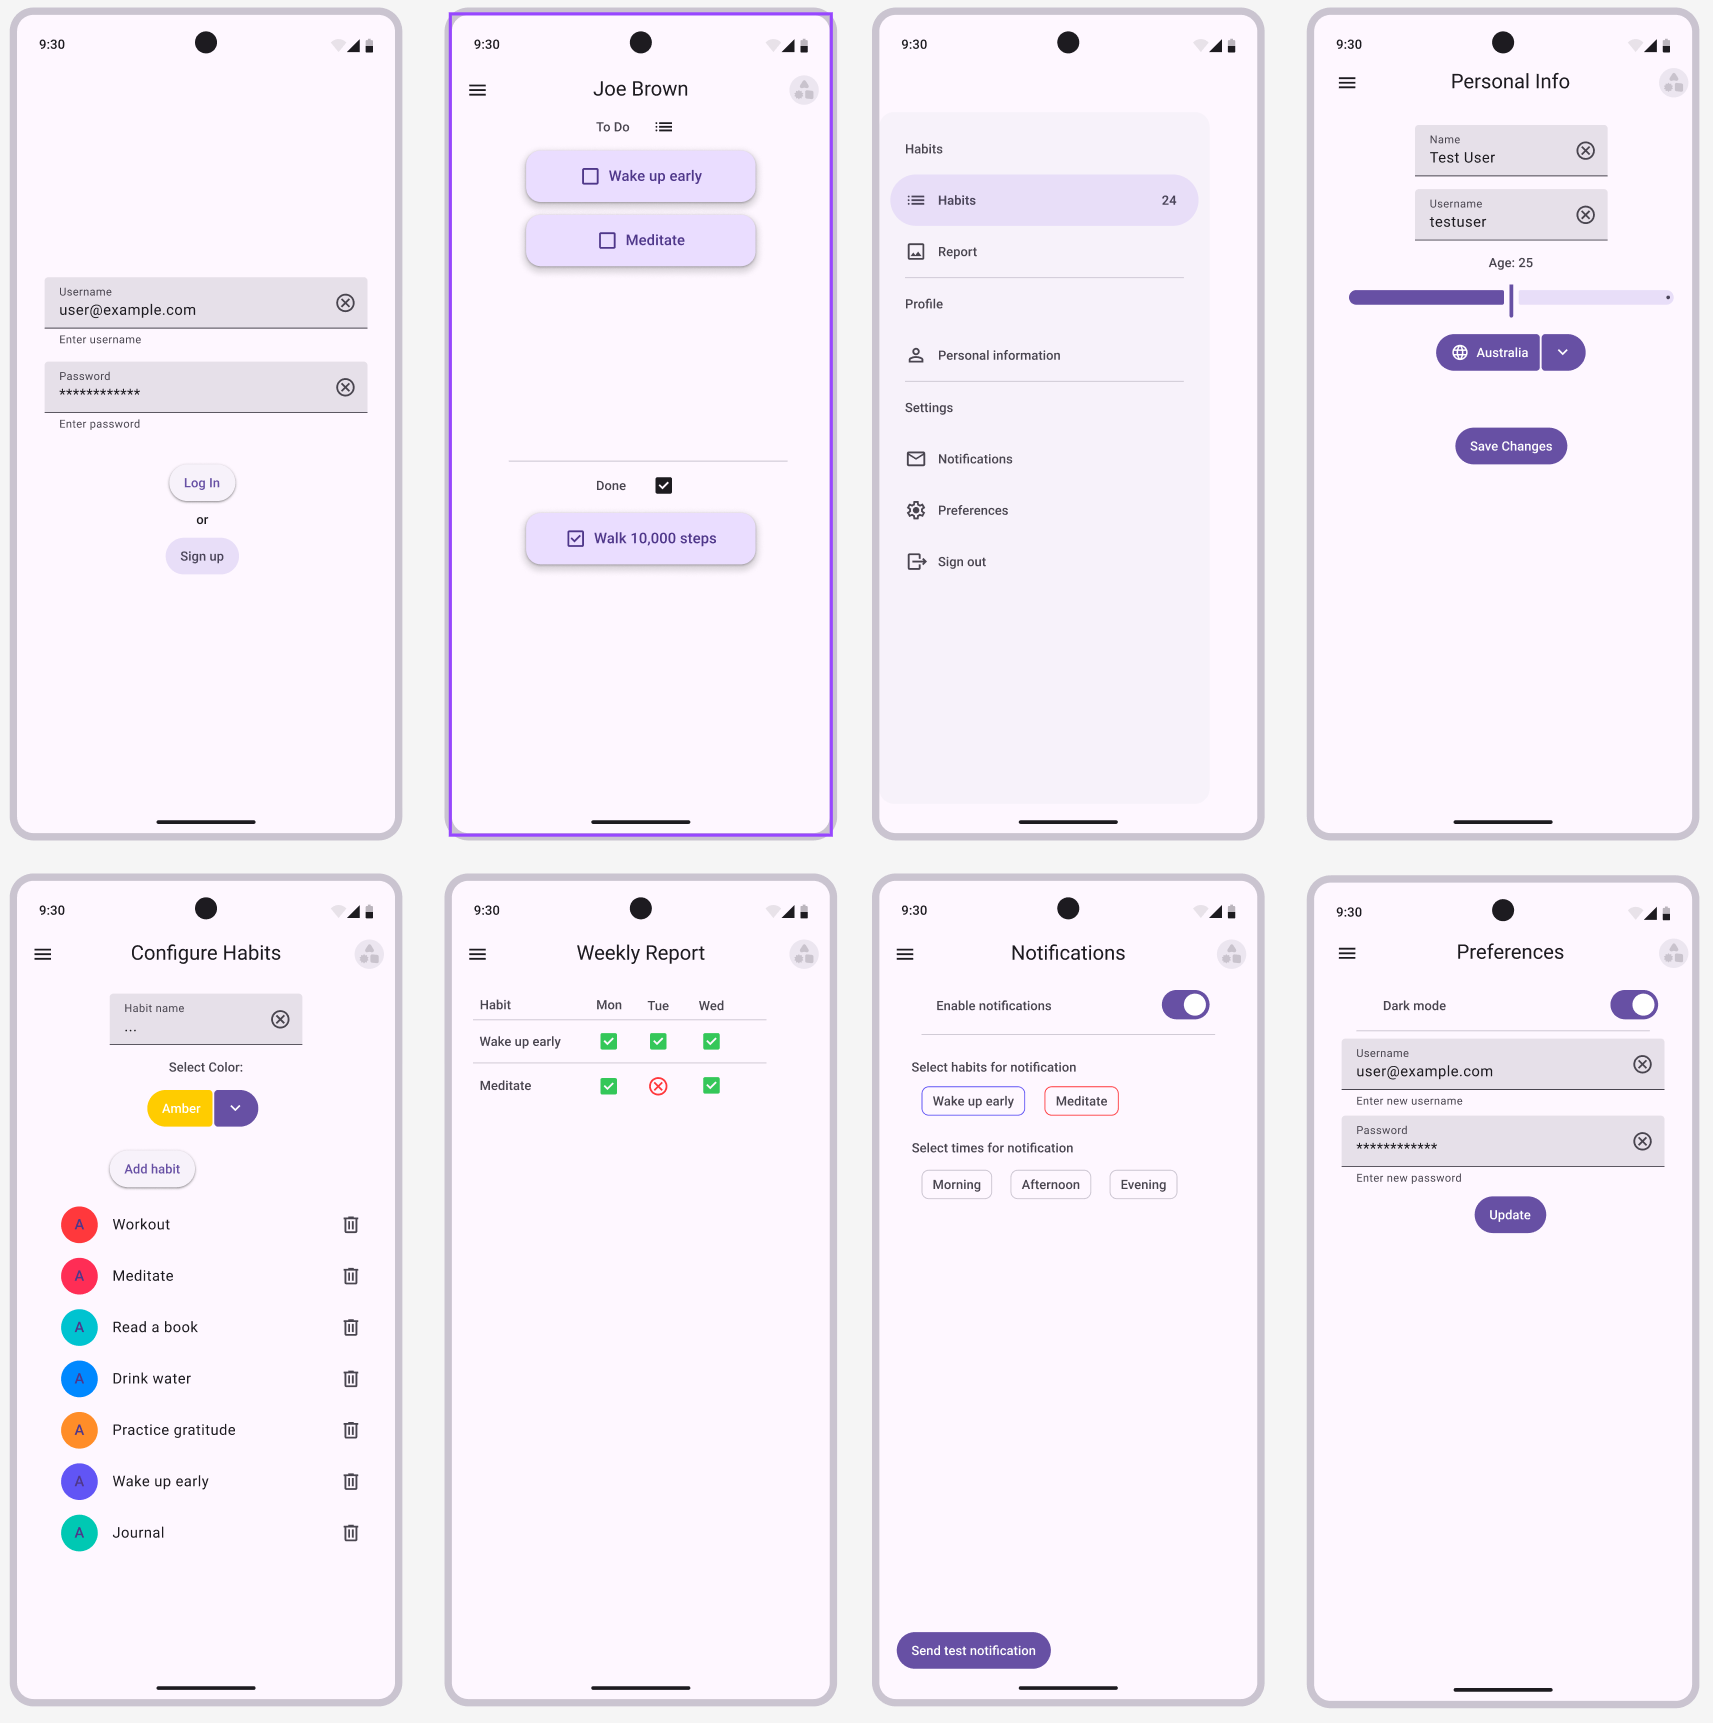 9:30
Username
user@example.com
Enter username
Password
************
Enter password
Log In
or
Sign up
9:30
Joe Brown
To Do
Wake up early
Meditate
Done
Walk 10,000 steps
9:30
Habits
Habits 24
Report
Profile
Personal information
Settings
Notifications
Preferences
Sign out
9:30
Personal Info
Name
Test User
Username
testuser
Age: 25
Australia
Save Changes
9:30
Configure Habits
Habit name
...
Select Color:
Amber
Add habit
A Workout
A Meditate
A Read a book
A Drink water
A Practice gratitude
A Wake up early
A Journal
9:30
Weekly Report
Habit Mon Tue Wed
Wake up early
Meditate
9:30
Notifications
Enable notifications
Select habits for notification
Wake up early Meditate
Select times for notification
Morning Afternoon Evening
Send test notification
9:30
Preferences
Dark mode
Username
user@example.com
Enter new username
Password
************
Enter new password
Update